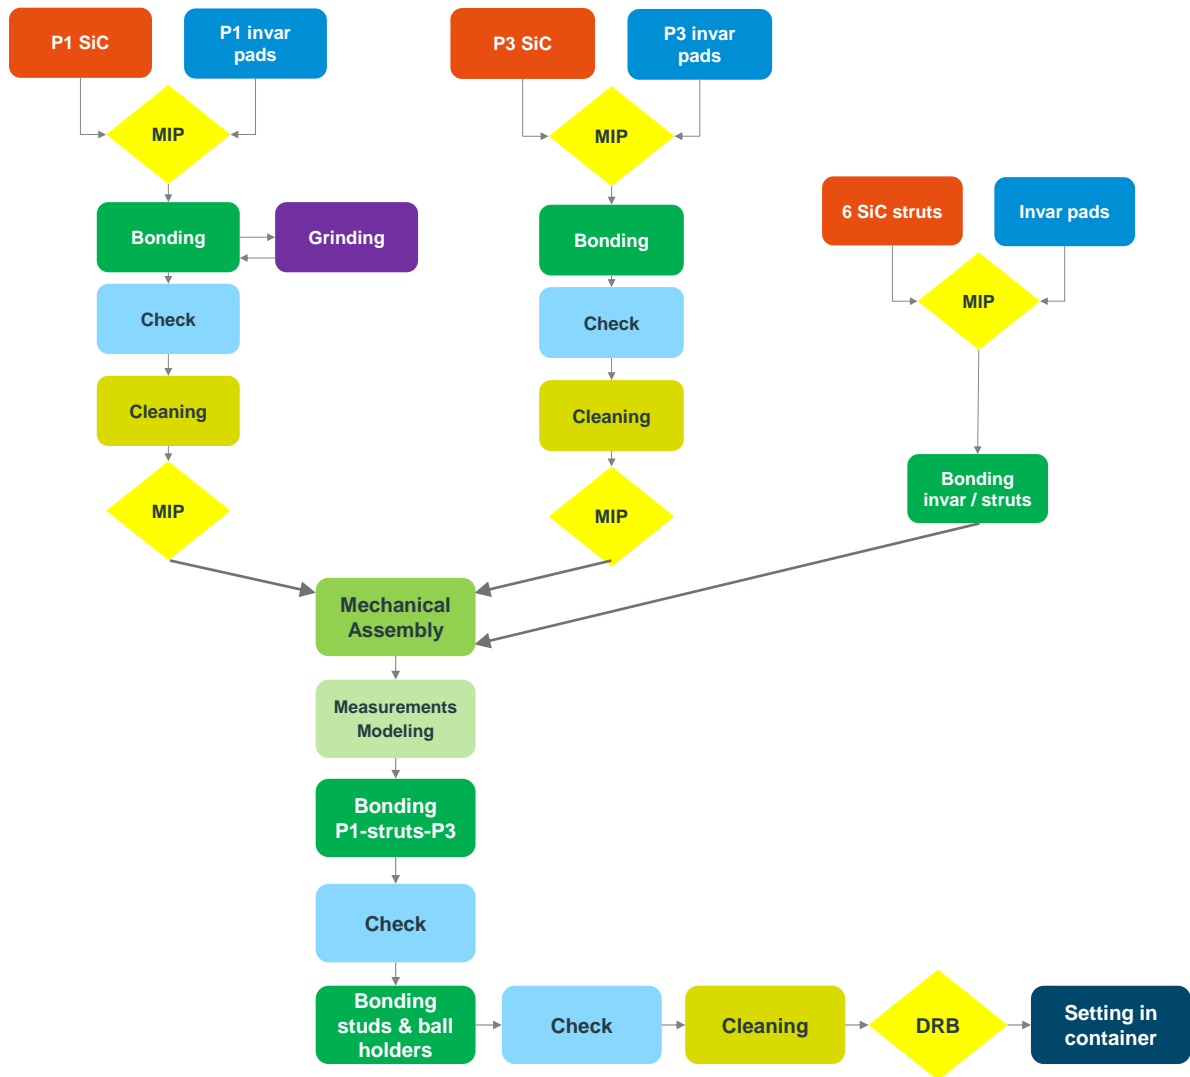 P1 SiC
P1 invar
pads
P3 SiC
P3 invar
pads
MIP
MIP
6 SiC struts
Invar pads
Bonding
Grinding
Bonding
MIP
Check
Check
Cleaning
Cleaning
Bonding
invar / struts
MIP
MIP
Mechanical
Assembly
Measurements
Modeling
Bonding
P1-struts-P3
Check
Bonding
studs & ball
holders
Check
Cleaning
DRB
Setting in
container